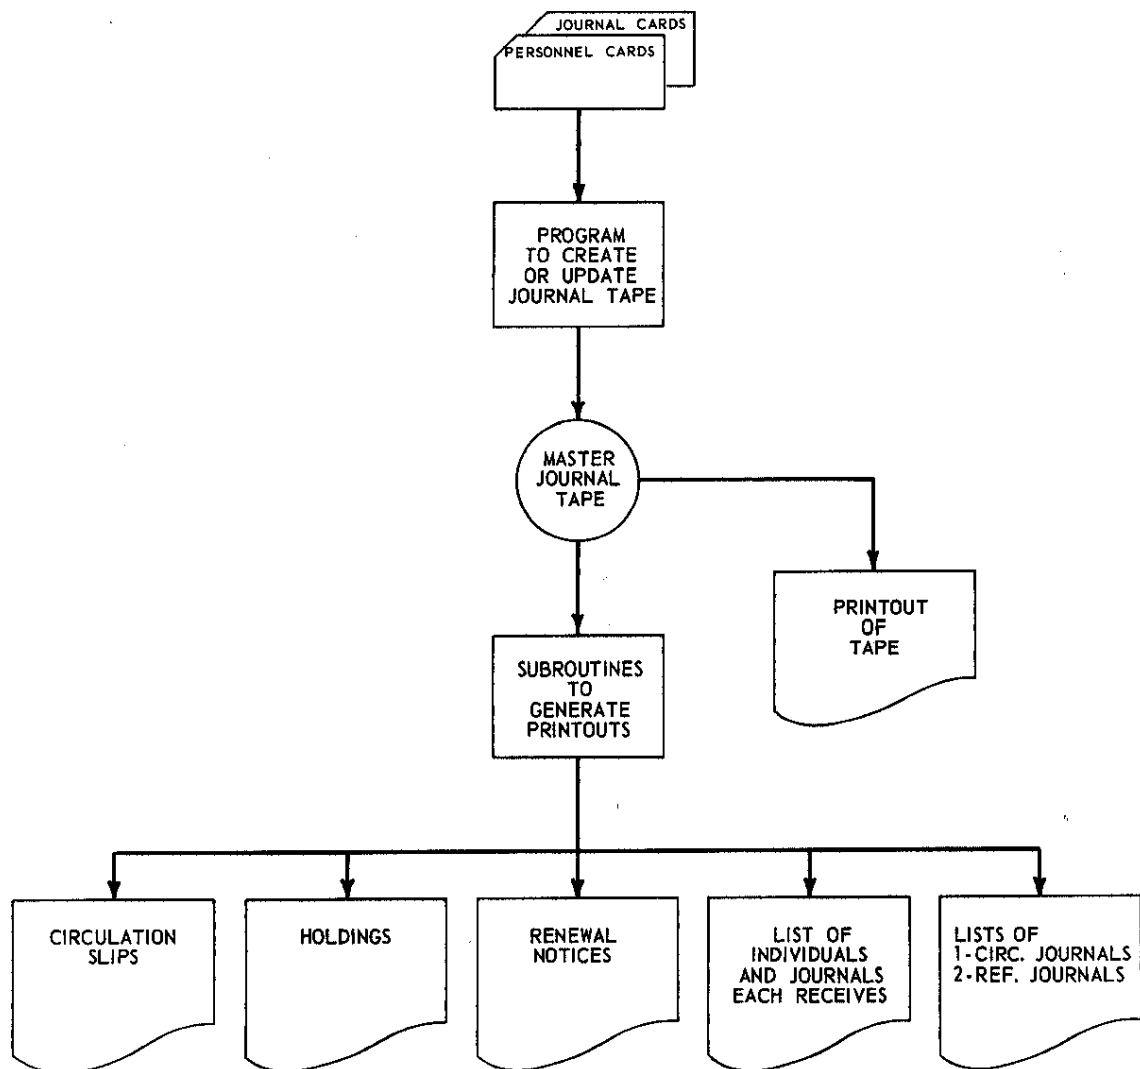 JOURNAL CARDS
PERSONNEL CARDS
PROGRAM
TO CREATE
OR UPDATE
JOURNAL TAPE
MASTER
JOURNAL
TAPE
PRINTOUT
OF
TAPE
SUBROUTINES
TO
GENERATE
PRINTOUTS
CIRCULATION
SLIPS
HOLDINGS
RENEWAL
NOTICES
LIST OF
INDIVIDUALS
AND JOURNALS
EACH RECEIVES
LISTS OF
1-CIRC. JOURNALS
2-REF. JOURNALS